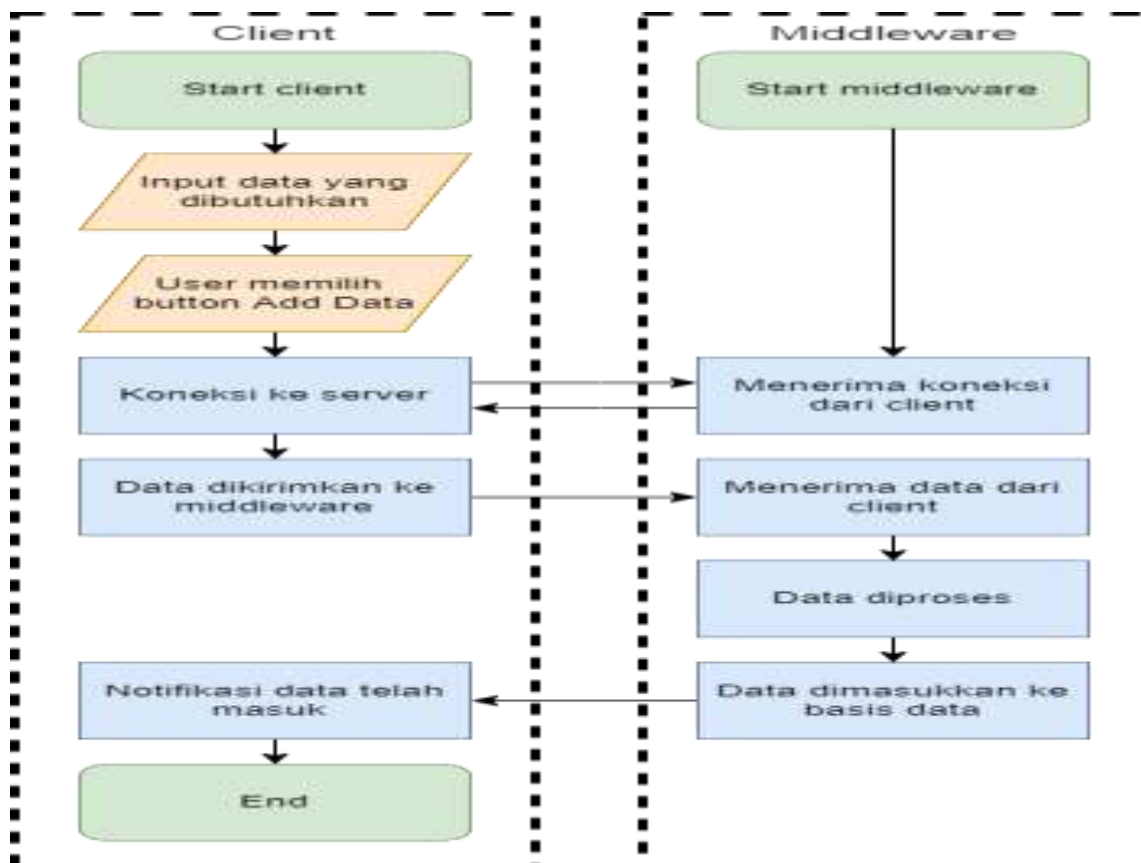 Client
Start client
Input data yang
dibutuhkan
User memilih
button Add Data
Koneksi ke server
Data dikirimkan ke
middleware
Notifikasi data telah
masuk
End
Middleware
Start middleware
Menerima koneksi
dari client
Menerima data dari
client
Data diproses
Data dimasukkan ke
basis data